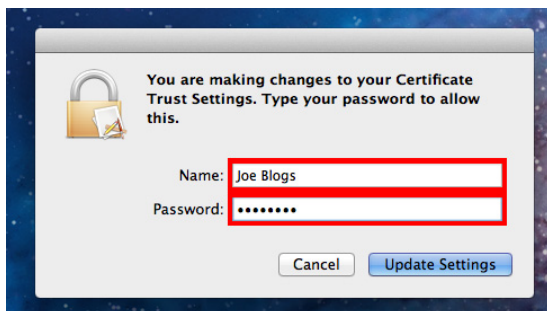 You are making changes to your Certificate
Trust Settings. Type your password to allow
this.
Name: Joe Blogs
Password: ••••••••
Cancel Update Settings